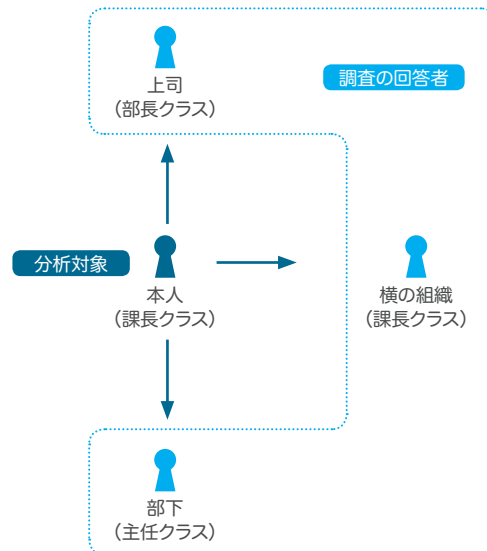 上司
（部長クラス）
調査の回答者
分析対象
本人
（課長クラス）
横の組織
（課長クラス）
部下
（主任クラス）